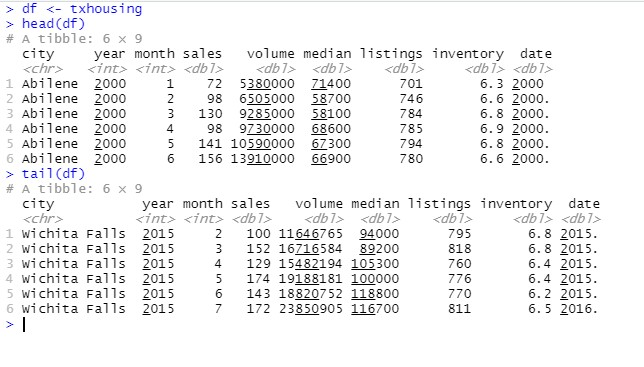 > df <- txhousing
> head(df)
# A tibble: 6 × 9
city year month sales volume median listings inventory date
<chr> <int> <int> <dbl> <dbl> <dbl> <dbl> <dbl> <dbl>
1 Abilene 2000 1 72 5380000 71400 701 6.3 2000
2 Abilene 2000 2 98 6505000 58700 746 6.6 2000.
3 Abilene 2000 3 130 9285000 58100 784 6.8 2000.
4 Abilene 2000 4 98 9730000 68600 785 6.9 2000.
5 Abilene 2000 5 141 10590000 67300 794 6.8 2000.
6 Abilene 2000 6 156 13910000 66900 780 6.6 2000.
> tail(df)
# A tibble: 6 × 9
city year month sales volume median listings inventory date
<chr> <int> <int> <dbl> <dbl> <dbl> <dbl> <dbl> <dbl>
1 Wichita Falls 2015 2 100 11646765 94000 795 6.8 2015.
2 Wichita Falls 2015 3 152 16716584 89200 818 6.8 2015.
3 Wichita Falls 2015 4 129 15482194 105300 760 6.4 2015.
4 Wichita Falls 2015 5 174 19188181 100000 776 6.4 2015.
5 Wichita Falls 2015 6 143 18820752 118800 770 6.2 2015.
6 Wichita Falls 2015 7 172 23850905 116700 811 6.5 2016.
>